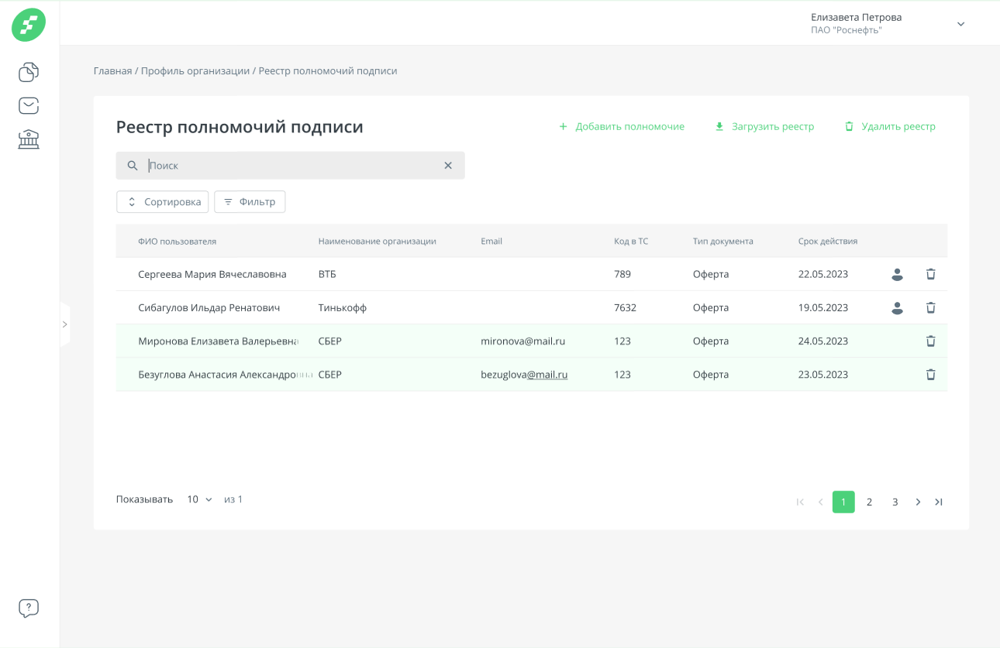 Елизавета Петрова
ПАО "Роснефть"
Главная / Профиль организации / Реестр полномочий подписи
Реестр полномочий подписи
+ Добавить полномочие Загрузить реестр Удалить реестр
Поиск
Сортировка Фильтр
ФИО пользователя Наименование организации Email Код в ТС Тип документа Срок действия
Сергеева Мария Вячеславовна ВТБ 789 Оферта 22.05.2023
Сибагулов Ильдар Ренатович Тинькофф 7632 Оферта 19.05.2023
Миронова Елизавета Валерьевна СБЕР mironova@mail.ru 123 Оферта 24.05.2023
Безуглова Анастасия СБЕР bezuglova@mail.ru 123 Оферта 23.05.2023
Показывать 10 из 1
1 2 3
?